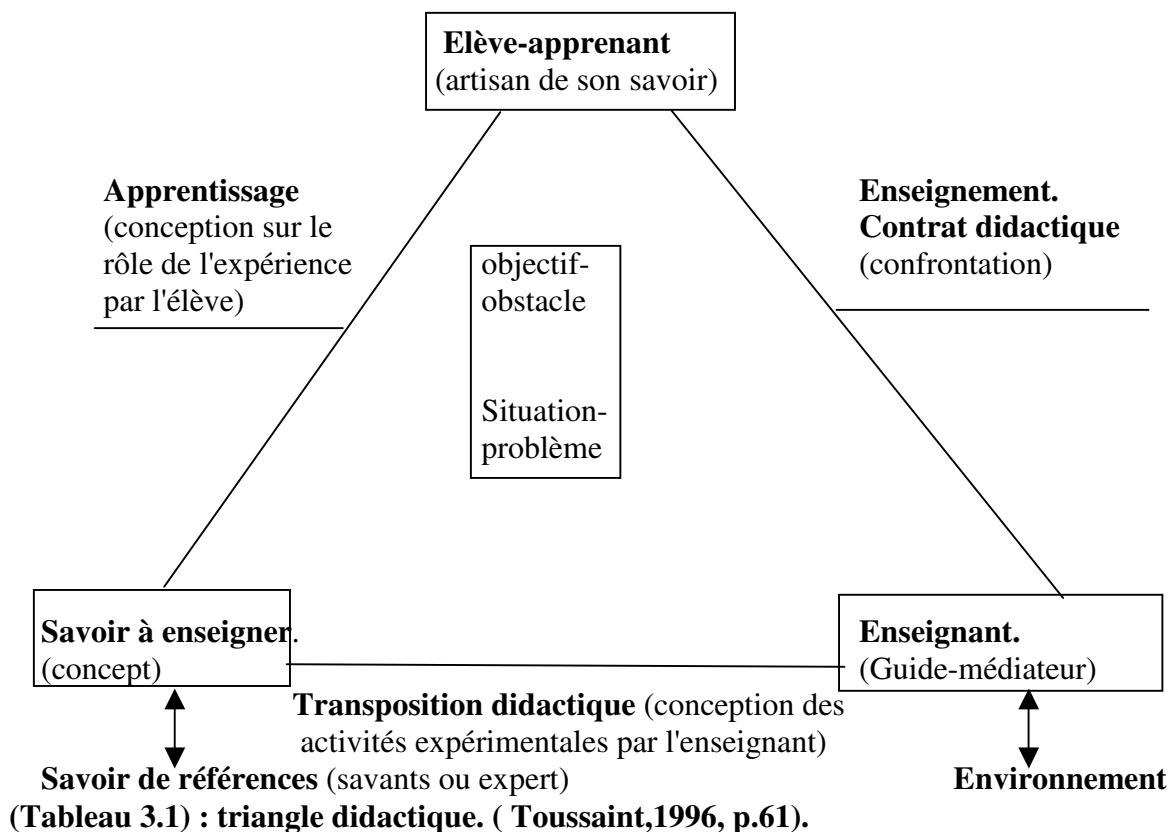 Elève-apprenant
(artisan de son savoir)
Apprentissage
(conception sur le
rôle de l'expérience
par l'élève)
Enseignement.
Contrat didactique
(confrontation)
objectif-
obstacle
Situation-
problème
Savoir à enseigner.
(concept)
Enseignant.
(Guide-médiateur)
Transposition didactique (conception des
activités expérimentales par l'enseignant)
Savoir de références (savants ou expert)
Environnement
(Tableau 3.1) : triangle didactique. ( Toussaint,1996, p.61).